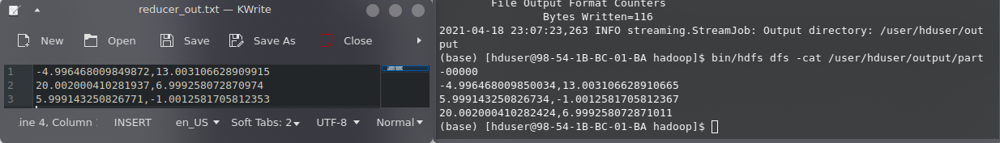 reducer_out.txt — KWrite
New Open Save Save As Close
1 -4.996468009849872,13.003106628909915
2 20.002000410281937,6.999258072870974
3 5.999143250826771,-1.0012581705812353
ine 4, Column INSERT en_US Soft Tabs: 2 UTF-8 Normal
File Output Format Counters
Bytes Written=116
2021-04-18 23:07:23,263 INFO streaming.StreamJob: Output directory: /user/hduser/out
put
(base) [hduser@98-54-1B-BC-01-BA hadoop]$ bin/hdfs dfs -cat /user/hduser/output/part
-00000
-4.996468009850034,13.003106628910665
5.999143250826734,-1.0012581705812367
20.002000410282424,6.999258072871011
(base) [hduser@98-54-1B-BC-01-BA hadoop]$